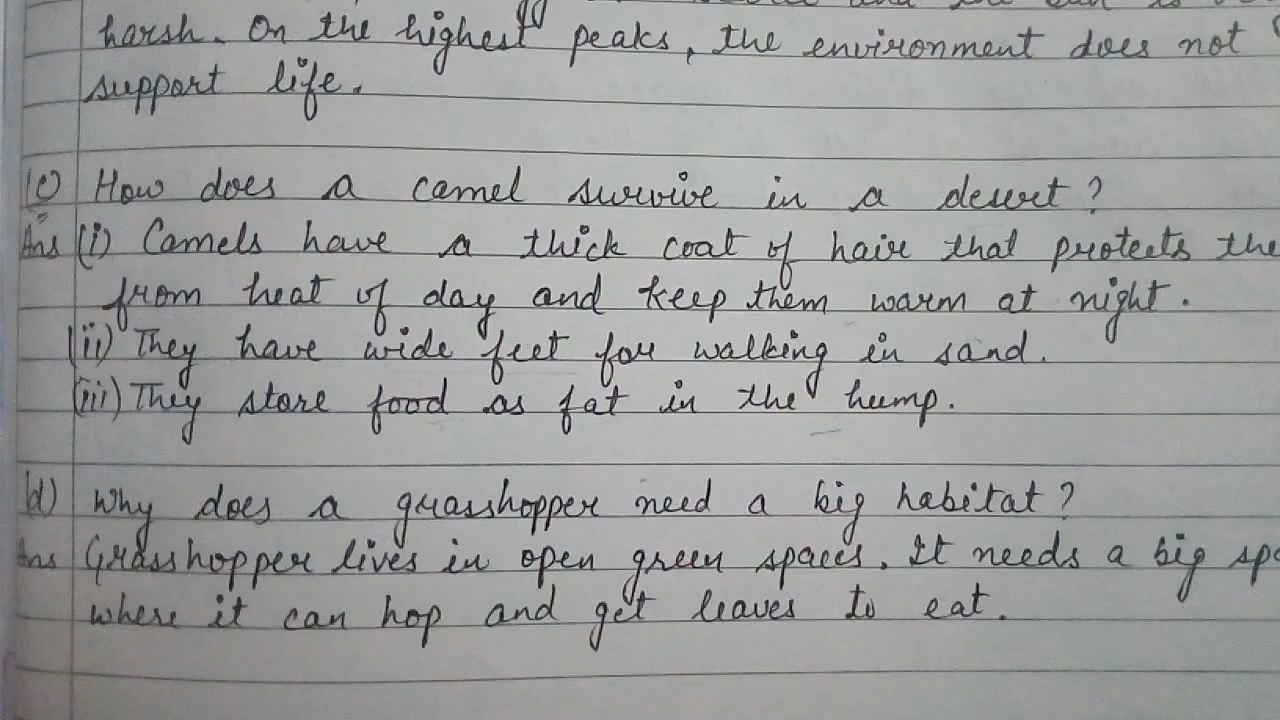 harsh. On the highest peaks, the environment does not
support life.
(c) How does a camel survive in a desert?
Ans (i) Camels have a thick coat of hair that protects the
from heat of day and keep them warm at night.
(ii) They have wide feet for walking in sand.
(iii) They store food as fat in the hump.
d) Why does a grasshopper need a big habitat?
Ans Grasshopper lives in open green spaces. It needs a big sp
where it can hop and get leaves to eat.